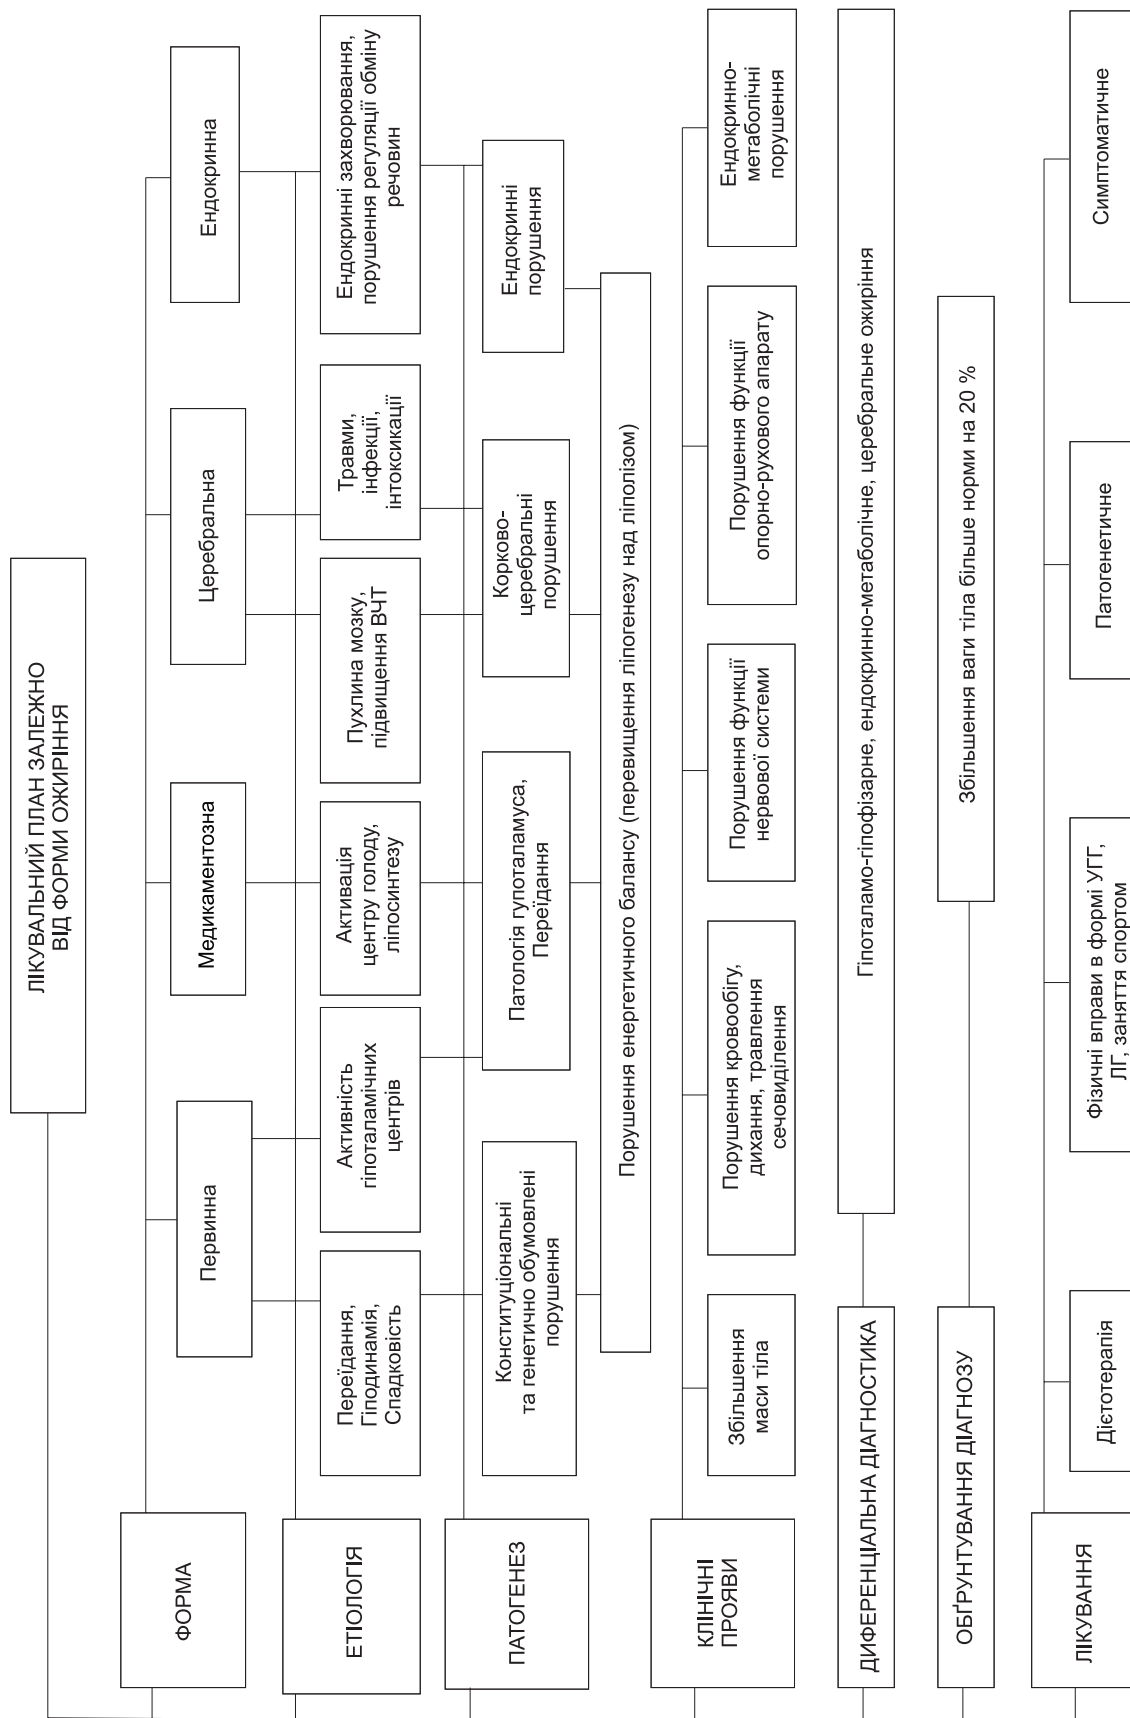 ЛІКУВАЛЬНИЙ ПЛАН ЗАЛЕЖНО
ВІД ФОРМИ ОЖИРІННЯ
ФОРМА
Первинна
Медикаментозна
Церебральна
Ендокринна
ЕТІОЛОГІЯ
Переїдання,
Гіподинамія,
Спадковість
Активність
гіпоталамічних
центрів
Активація
центру голоду,
ліпосинтезу
Пухлина мозку,
підвищення ВЧТ
Травми,
інфекції,
інтоксикації
Ендокринні захворювання,
порушення регуляції обміну
речовин
ПАТОГЕНЕЗ
Конституціональні
та генетично обумовлені
порушення
Патологія гупоталамуса,
Переїдання
Корково-
церебральні
порушення
Ендокринні
порушення
Порушення енергетичного балансу (перевищення ліпогенезу над ліполізом)
КЛІНІЧНІ
ПРОЯВИ
Збільшення
маси тіла
Порушення кровообігу,
дихання, травлення
сечовиділення
Порушення функції
нервової системи
Порушення функції
опорно-рухового апарату
Ендокринно-
метаболічні
порушення
ДИФЕРЕНЦІАЛЬНА ДІАГНОСТИКА
Гіпоталамо-гіпофізарне, ендокринно-метаболічне, церебральне ожиріння
ОБҐРУНТУВАННЯ ДІАГНОЗУ
Збільшення ваги тіла більше норми на 20 %
ЛІКУВАННЯ
Дієтотерапія
Фізичні вправи в формі УГГ,
ЛГ, заняття спортом
Патогенетичне
Симптоматичне